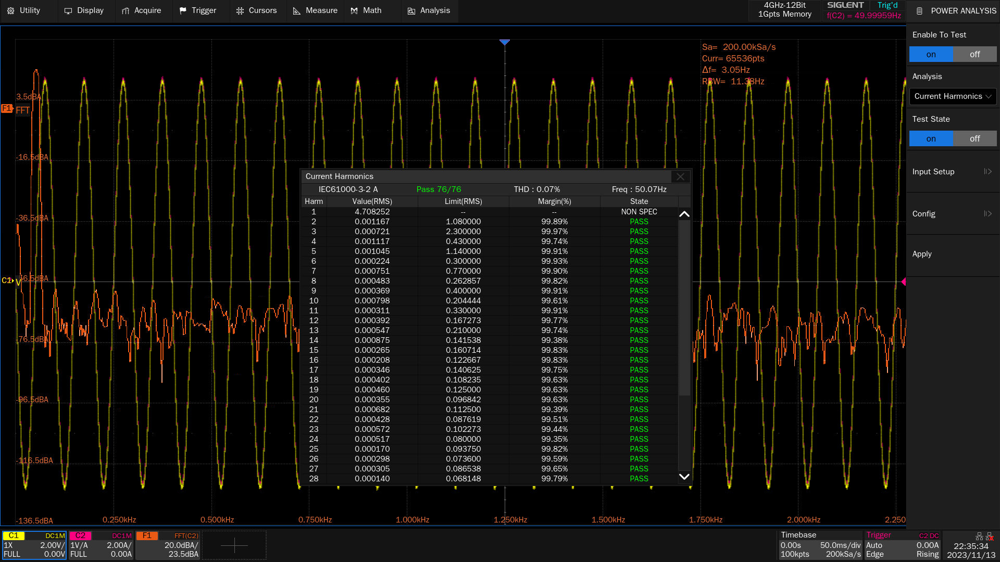 Utility Display Acquire Trigger Cursors Measure Math Analysis
4GHz-12Bit
1Gpts Memory
SIGLENT Trig'd
f(C2) = 49.99959Hz
POWER ANALYSIS
Enable To Test
on off
Analysis
Current Harmonics
Test State
on off
Input Setup
Config
Apply
Sa= 200.00kSa/s
Curr= 65536pts
Δf= 3.05Hz
RBW= 11.38Hz
3.5dBA
F1 FFT
-16.5dBA
-36.5dBA
C1 V -56.5dBA
-76.5dBA
-96.5dBA
-116.5dBA
-136.5dBA
Current Harmonics
IEC61000-3-2 A Pass 76/76 THD : 0.07% Freq : 50.07Hz
Harm Value(RMS) Limit(RMS) Margin(%) State
1 4.708252 -- -- NON SPEC
2 0.001167 1.080000 99.89% PASS
3 0.000721 2.300000 99.97% PASS
4 0.001117 0.430000 99.74% PASS
5 0.001045 1.140000 99.91% PASS
6 0.000224 0.300000 99.93% PASS
7 0.000751 0.770000 99.90% PASS
8 0.000483 0.262857 99.82% PASS
9 0.000369 0.400000 99.91% PASS
10 0.000798 0.204444 99.61% PASS
11 0.000311 0.330000 99.91% PASS
12 0.000392 0.167273 99.77% PASS
13 0.000547 0.210000 99.74% PASS
14 0.000875 0.141538 99.38% PASS
15 0.000265 0.160714 99.83% PASS
16 0.000208 0.122667 99.83% PASS
17 0.000346 0.140625 99.75% PASS
18 0.000402 0.108235 99.63% PASS
19 0.000460 0.125000 99.63% PASS
20 0.000355 0.096842 99.63% PASS
21 0.000682 0.112500 99.39% PASS
22 0.000428 0.087619 99.51% PASS
23 0.000572 0.102273 99.44% PASS
24 0.000517 0.080000 99.35% PASS
25 0.000170 0.093750 99.82% PASS
26 0.000298 0.073600 99.59% PASS
27 0.000305 0.086538 99.65% PASS
28 0.000140 0.068148 99.79% PASS
0.250kHz 0.500kHz 0.750kHz 1.000kHz 1.250kHz 1.500kHz 1.750kHz 2.000kHz 2.250
C1 DC1M
1X 2.00V/
FULL 0.00V
C2 DC1M
1V/A 2.00A/
FULL 0.00A
F1 FFT(C2)
20.0dBA/
23.5dBA
Timebase
0.00s 50.0ms/div
100kpts 200kSa/s
Trigger C2 DC
Auto 0.00A
Edge Rising
22:35:34
2023/11/13